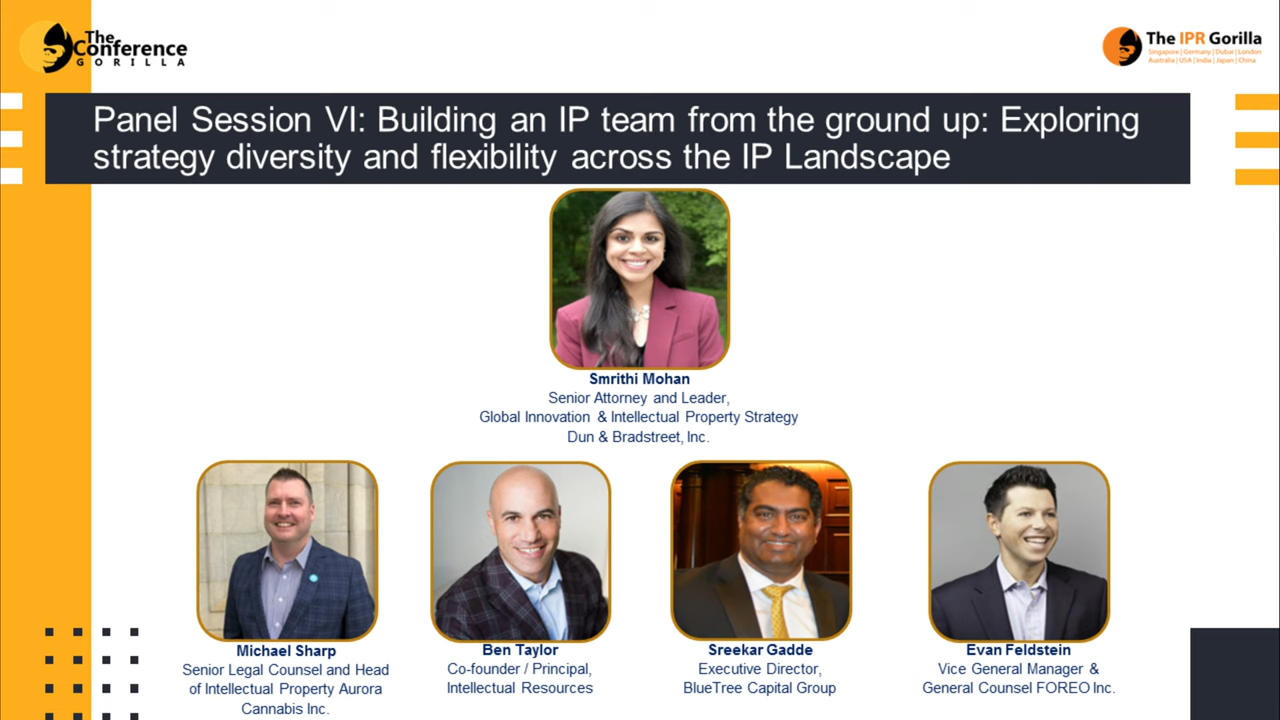 The
Conference
GORILLA
The IPR Gorilla
Singapore | Germany | Dubai | London
Australia | USA | India | Japan | China
Panel Session VI: Building an IP team from the ground up: Exploring
strategy diversity and flexibility across the IP Landscape
Smrithi Mohan
Senior Attorney and Leader,
Global Innovation & Intellectual Property Strategy
Dun & Bradstreet, Inc.
Michael Sharp
Senior Legal Counsel and Head
of Intellectual Property Aurora
Cannabis Inc.
Ben Taylor
Co-founder / Principal,
Intellectual Resources
Sreekar Gadde
Executive Director,
BlueTree Capital Group
Evan Feldstein
Vice General Manager &
General Counsel FOREO Inc.